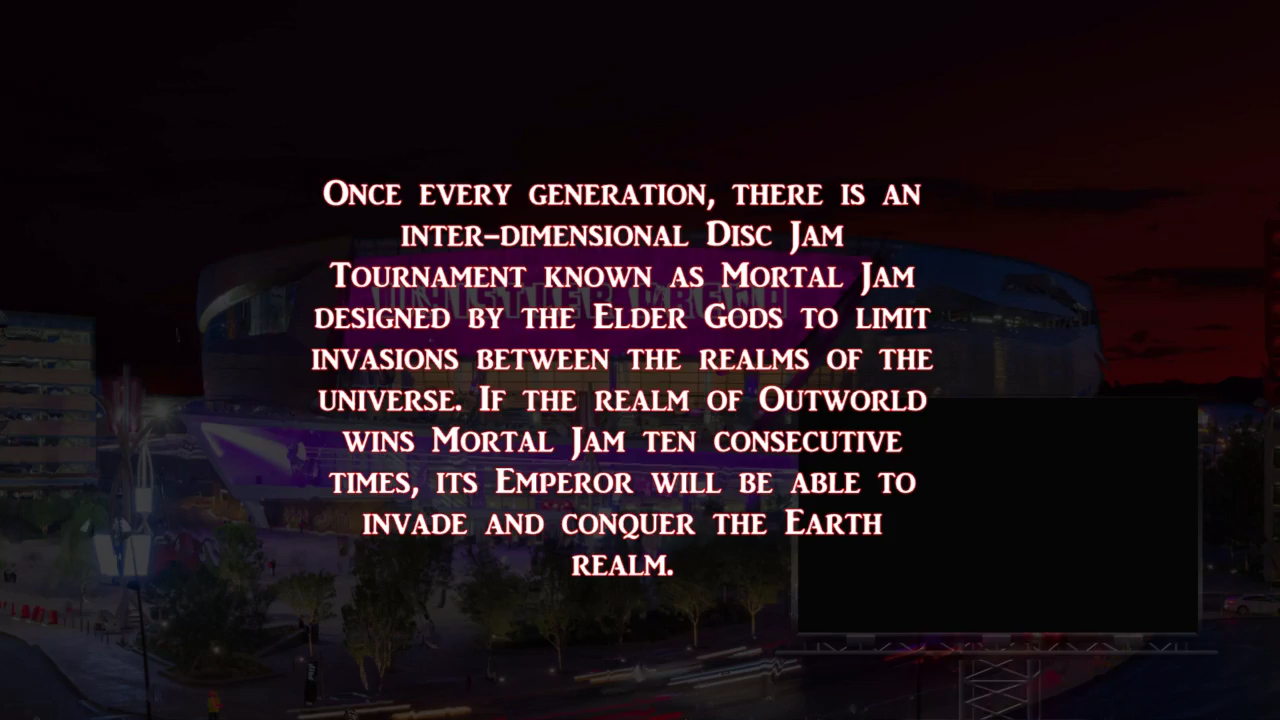 Once every generation, there is an
inter-dimensional Disc Jam
Tournament known as Mortal Jam
designed by the Elder Gods to limit
invasions between the realms of the
universe. If the realm of Outworld
wins Mortal Jam ten consecutive
times, its Emperor will be able to
invade and conquer the Earth
realm.